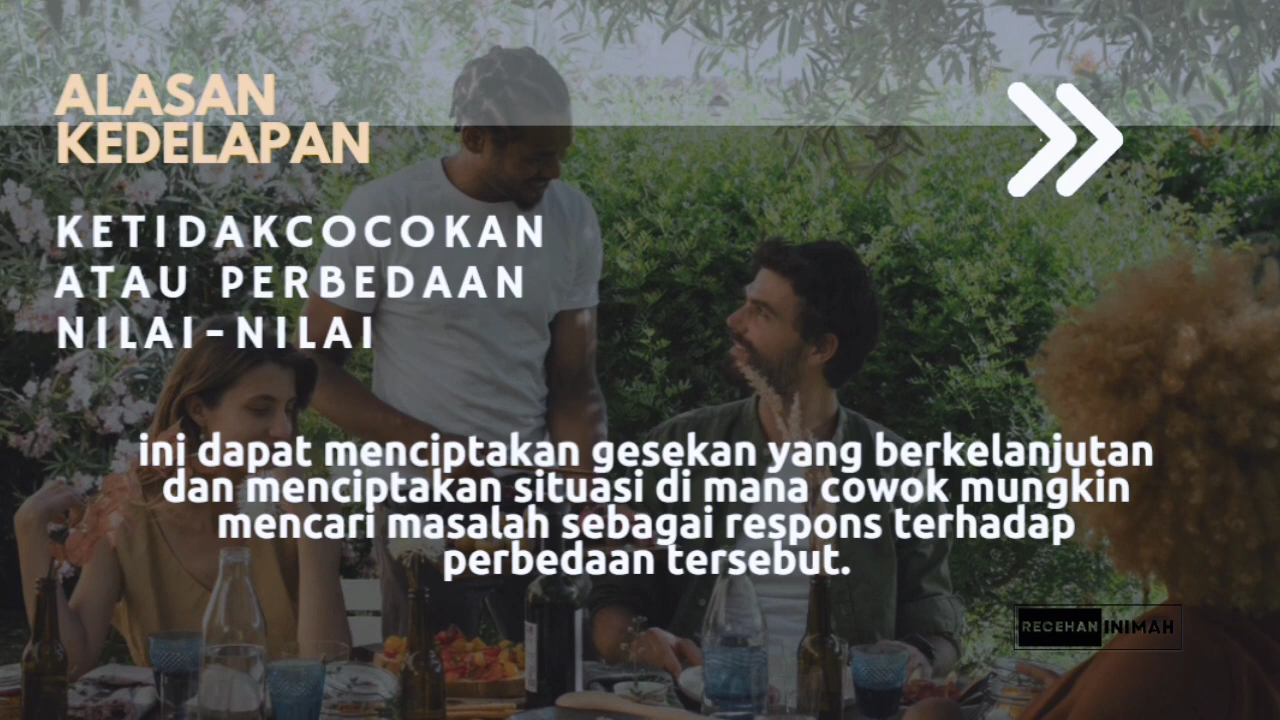 ALASAN
KEDELAPAN
KETIDAKCOCOKAN
ATAU PERBEDAAN
NILAI-NILAI
ini dapat menciptakan gesekan yang berkelanjutan
dan menciptakan situasi di mana cowok mungkin
mencari masalah sebagai respons terhadap
perbedaan tersebut.
RECEHAN INIMAH